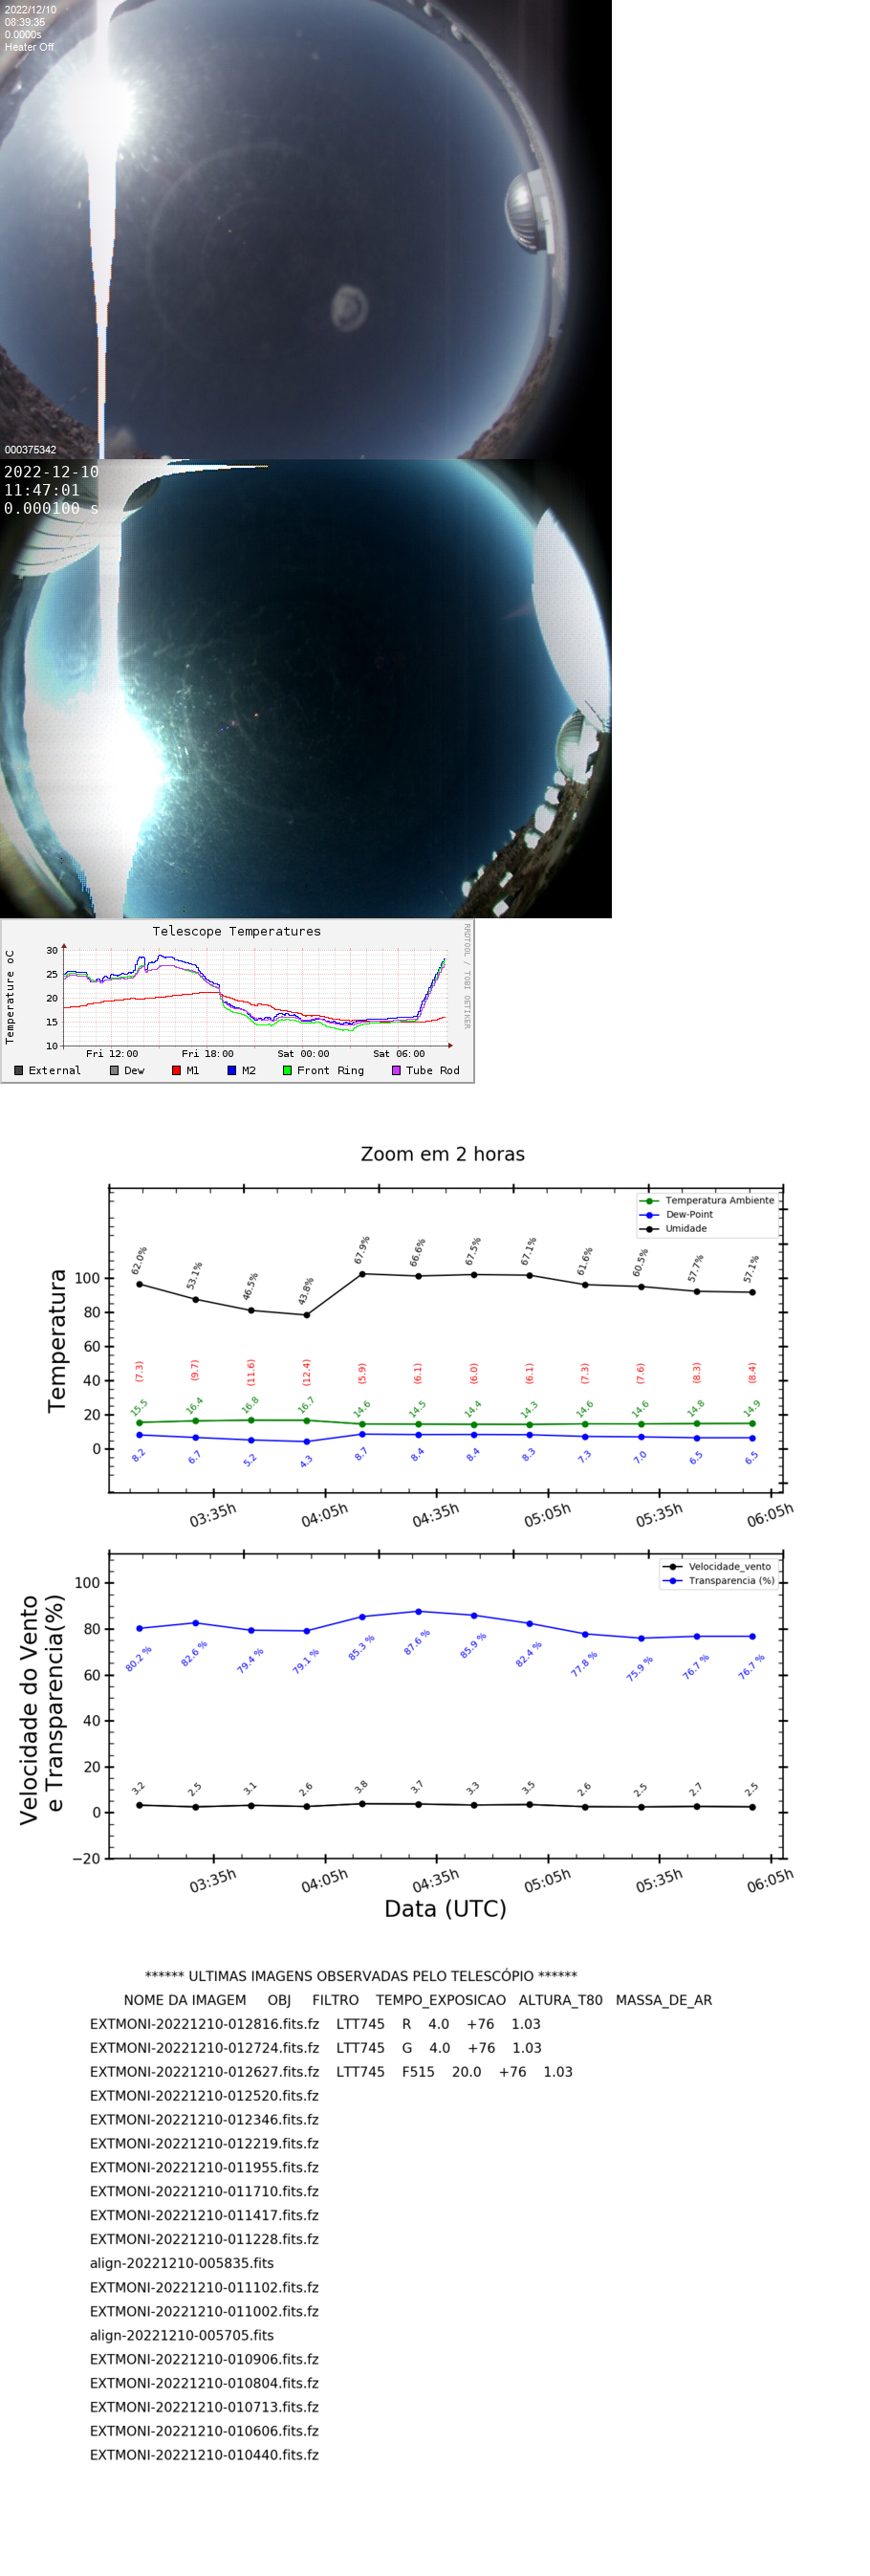 2022/12/10
08:39:35
0.0000s
Heater Off
000375342
2022-12-10
11:47:01
0.000100 s
Telescope Temperatures
Temperature oC
30
25
20
15
10
Fri 12:00 Fri 18:00 Sat 00:00 Sat 06:00
External Dew M1 M2 Front Ring Tube Rod
RRDTOOL / TOBI OETIKER
Zoom em 2 horas
Temperatura
Temperatura Ambiente
Dew-Point
Umidade
100
80
60
40
20
0
62.0% 53.1% 46.5% 43.8% 67.9% 66.6% 67.5% 67.1% 61.6% 60.5% 57.7% 57.1%
(7.3) (9.7) (11.6) (12.4) (5.9) (6.1) (6.0) (6.1) (7.3) (7.6) (8.3) (8.4)
15.5 16.4 16.8 16.7 14.6 14.5 14.4 14.3 14.6 14.6 14.8 14.9
8.2 6.7 5.2 4.3 8.7 8.4 8.4 8.3 7.3 7.0 6.5 6.5
03:35h 04:05h 04:35h 05:05h 05:35h 06:05h
Velocidade do Vento
e Transparencia(%)
Velocidade_vento
Transparencia (%)
100
80
60
40
20
0
−20
80.2 % 82.6 % 79.4 % 79.1 % 85.3 % 87.6 % 85.9 % 82.4 % 77.8 % 75.9 % 76.7 % 76.7 %
3.2 2.5 3.1 2.6 3.8 3.7 3.3 3.5 2.6 2.5 2.7 2.5
03:35h 04:05h 04:35h 05:05h 05:35h 06:05h
Data (UTC)
****** ULTIMAS IMAGENS OBSERVADAS PELO TELESCÓPIO ******
NOME DA IMAGEM OBJ FILTRO TEMPO_EXPOSICAO ALTURA_T80 MASSA_DE_AR
EXTMONI-20221210-012816.fits.fz LTT745 R 4.0 +76 1.03
EXTMONI-20221210-012724.fits.fz LTT745 G 4.0 +76 1.03
EXTMONI-20221210-012627.fits.fz LTT745 F515 20.0 +76 1.03
EXTMONI-20221210-012520.fits.fz
EXTMONI-20221210-012346.fits.fz
EXTMONI-20221210-012219.fits.fz
EXTMONI-20221210-011955.fits.fz
EXTMONI-20221210-011710.fits.fz
EXTMONI-20221210-011417.fits.fz
EXTMONI-20221210-011228.fits.fz
align-20221210-005835.fits
EXTMONI-20221210-011102.fits.fz
EXTMONI-20221210-011002.fits.fz
align-20221210-005705.fits
EXTMONI-20221210-010906.fits.fz
EXTMONI-20221210-010804.fits.fz
EXTMONI-20221210-010713.fits.fz
EXTMONI-20221210-010606.fits.fz
EXTMONI-20221210-010440.fits.fz